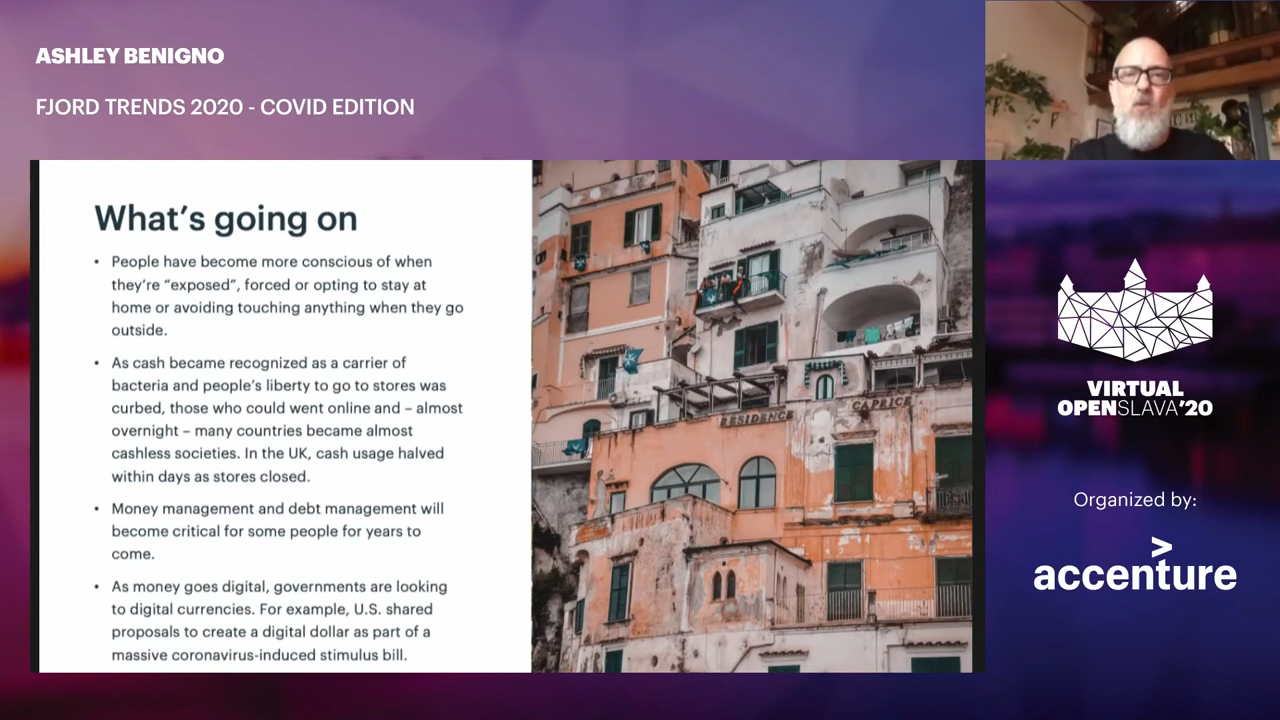 ASHLEY BENIGNO
FJORD TRENDS 2020 - COVID EDITION
What’s going on
• People have become more conscious of when
they’re “exposed”, forced or opting to stay at
home or avoiding touching anything when they go
outside.
• As cash became recognized as a carrier of
bacteria and people’s liberty to go to stores was
curbed, those who could went online and – almost
overnight – many countries became almost
cashless societies. In the UK, cash usage halved
within days as stores closed.
• Money management and debt management will
become critical for some people for years to
come.
• As money goes digital, governments are looking
to digital currencies. For example, U.S. shared
proposals to create a digital dollar as part of a
massive coronavirus-induced stimulus bill.
RESIDENCE CAPRICE
VIRTUAL
OPENSLAVA’20
Organized by:
accenture